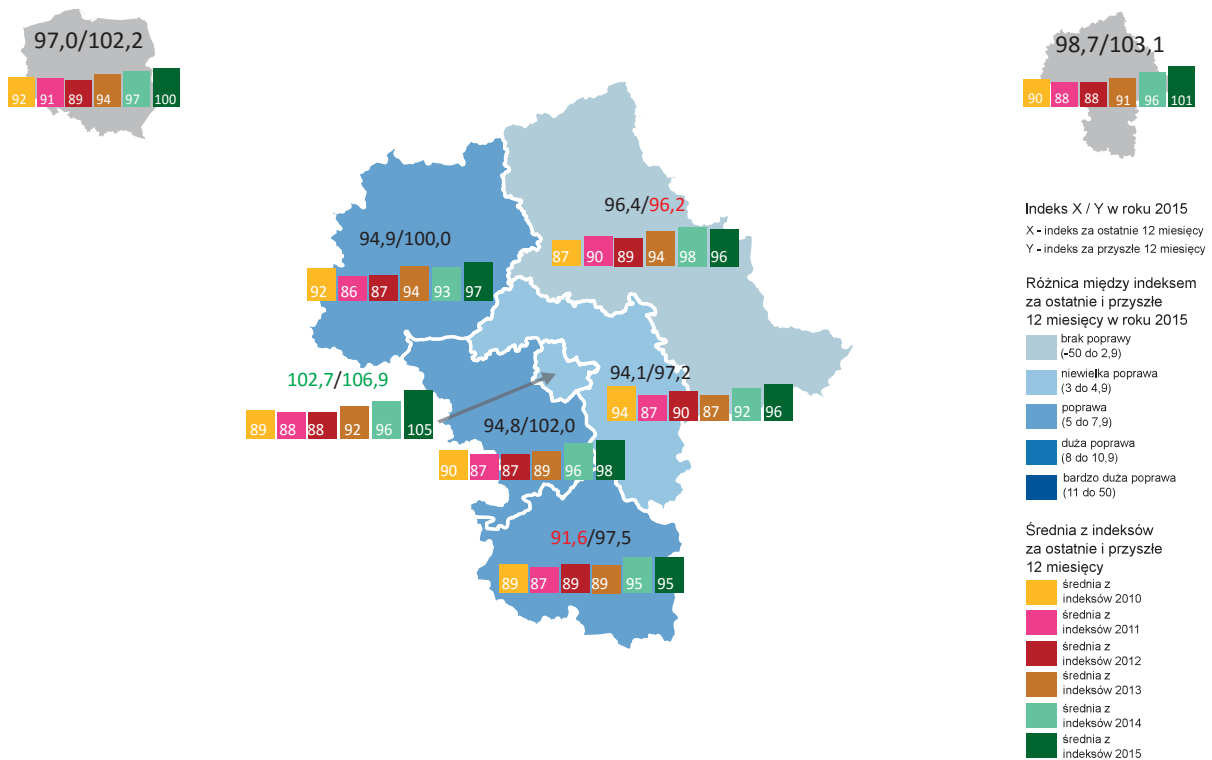 97,0/102,2
92 91 89 94 97 100
98,7/103,1
90 88 88 91 96 101
96,4/96,2
87 90 89 94 98 96
94,9/100,0
92 86 87 94 93 97
102,7/106,9
89 88 88 92 96 105
94,1/97,2
94 87 90 87 92 96
94,8/102,0
90 87 87 89 96 98
91,6/97,5
89 87 89 89 95 95
Indeks X / Y w roku 2015
X - indeks za ostatnie 12 miesięcy
Y - indeks za przyszłe 12 miesięcy
Różnica między indeksem
za ostatnie i przyszłe
12 miesięcy w roku 2015
brak poprawy
(-50 do 2,9)
niewielka poprawa
(3 do 4,9)
poprawa
(5 do 7,9)
duża poprawa
(8 do 10,9)
bardzo duża poprawa
(11 do 50)
Średnia z indeksów
za ostatnie i przyszłe
12 miesięcy
średnia z
indeksów 2010
średnia z
indeksów 2011
średnia z
indeksów 2012
średnia z
indeksów 2013
średnia z
indeksów 2014
średnia z
indeksów 2015